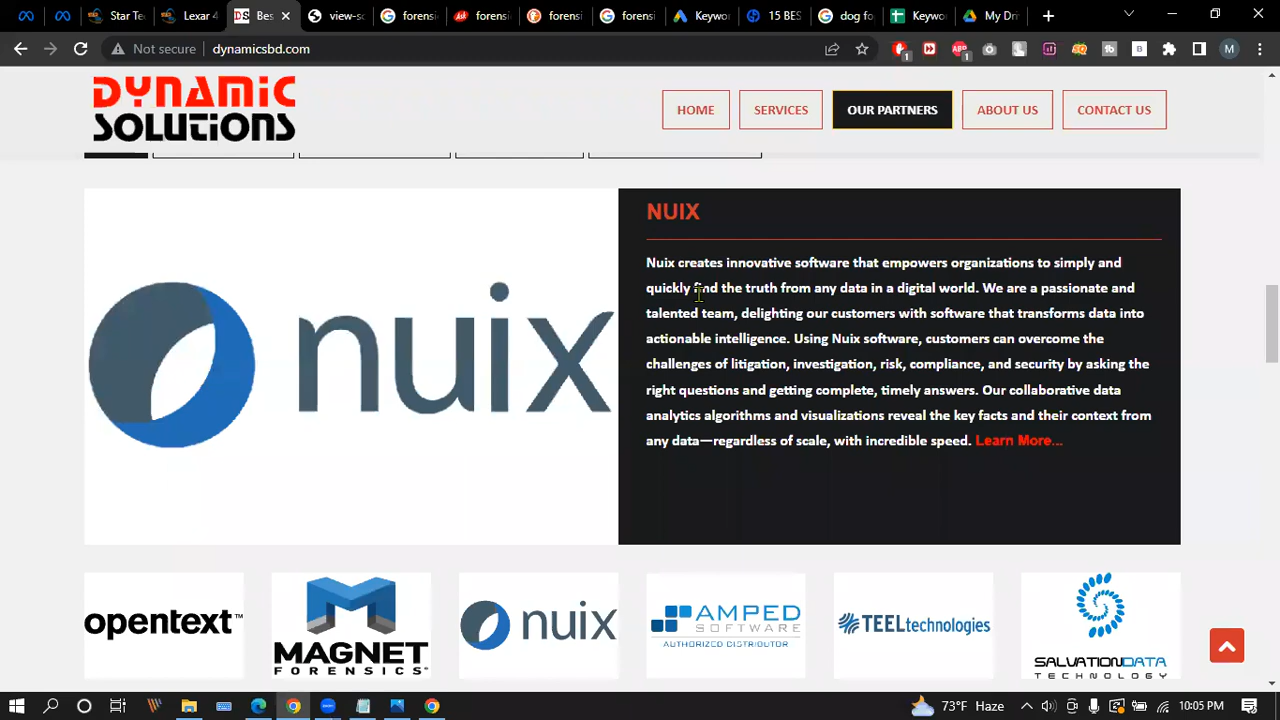 Star Te
Lexar 4
DS Bes
view-so
forensi
forensi
forensi
forensi
Keywo
15 BES
dog fo
Keywo
My Dri
Not secure
dynamicsbd.com
M
DYNAMIC
SOLUTIONS
HOME
SERVICES
OUR PARTNERS
ABOUT US
CONTACT US
NUIX
Nuix creates innovative software that empowers organizations to simply and
quickly find the truth from any data in a digital world. We are a passionate and
talented team, delighting our customers with software that transforms data into
actionable intelligence. Using Nuix software, customers can overcome the
challenges of litigation, investigation, risk, compliance, and security by asking the
right questions and getting complete, timely answers. Our collaborative data
analytics algorithms and visualizations reveal the key facts and their context from
any data—regardless of scale, with incredible speed. Learn More...
nuix
opentext™
MAGNET
FORENSICS®
nuix
AMPED
SOFTWARE
AUTHORIZED DISTRIBUTOR
TEELtechnologies
SALVATIONDATA
TECHNOLOGY
73°F Haze
10:05 PM